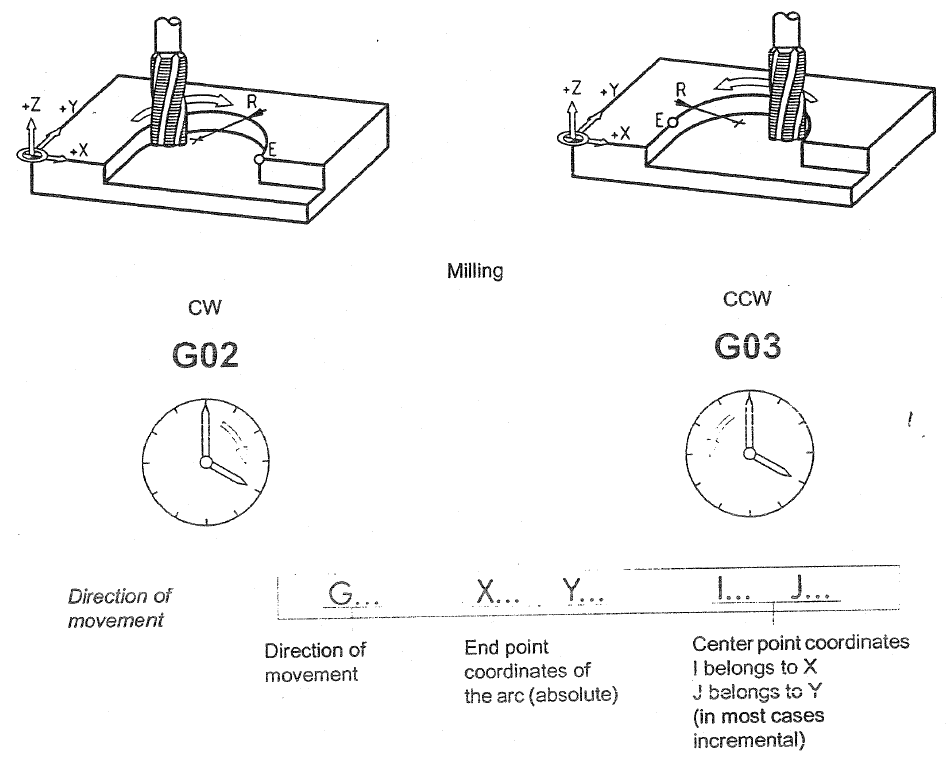 +Z
+Y
R
+X
E
+Z
+Y
R
E
+X
Milling
CW
CCW
G02
G03
Direction of
movement
G... X... Y... I... J...
Direction of
movement
End point
coordinates of
the arc (absolute)
Center point coordinates
I belongs to X
J belongs to Y
(in most cases
incremental)